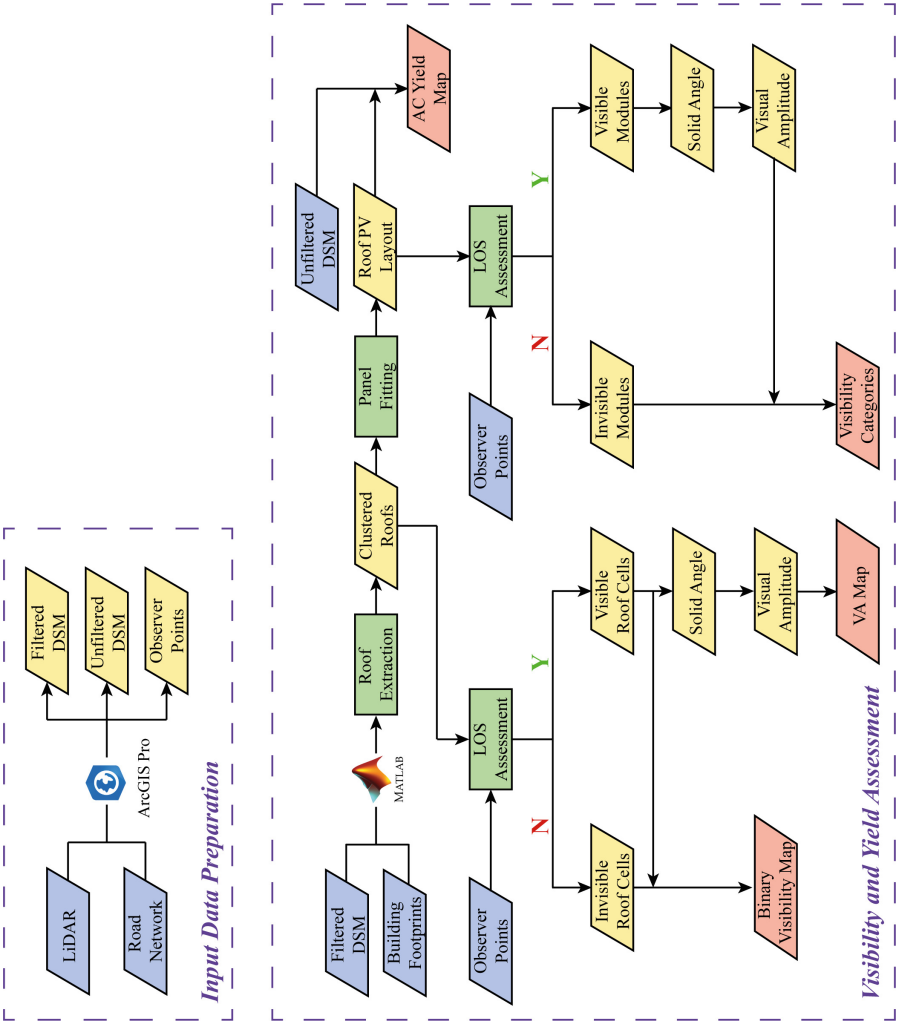 LiDAR
Road
Network
ArcGIS Pro
Filtered
DSM
Unfiltered
DSM
Observer
Points
Input Data Preparation
Filtered
DSM
Building
Footprints
MATLAB
Roof
Extraction
Clustered
Roofs
Panel
Fitting
Roof PV
Layout
Unfiltered
DSM
AC Yield
Map
Observer
Points
LOS
Assessment
N
Y
Invisible
Roof Cells
Visible
Roof Cells
Solid Angle
Visual
Amplitude
Binary
Visibility Map
VA Map
Observer
Points
LOS
Assessment
N
Y
Invisible
Modules
Visible
Modules
Solid Angle
Visual
Amplitude
Visibility
Categories
Visibility and Yield Assessment